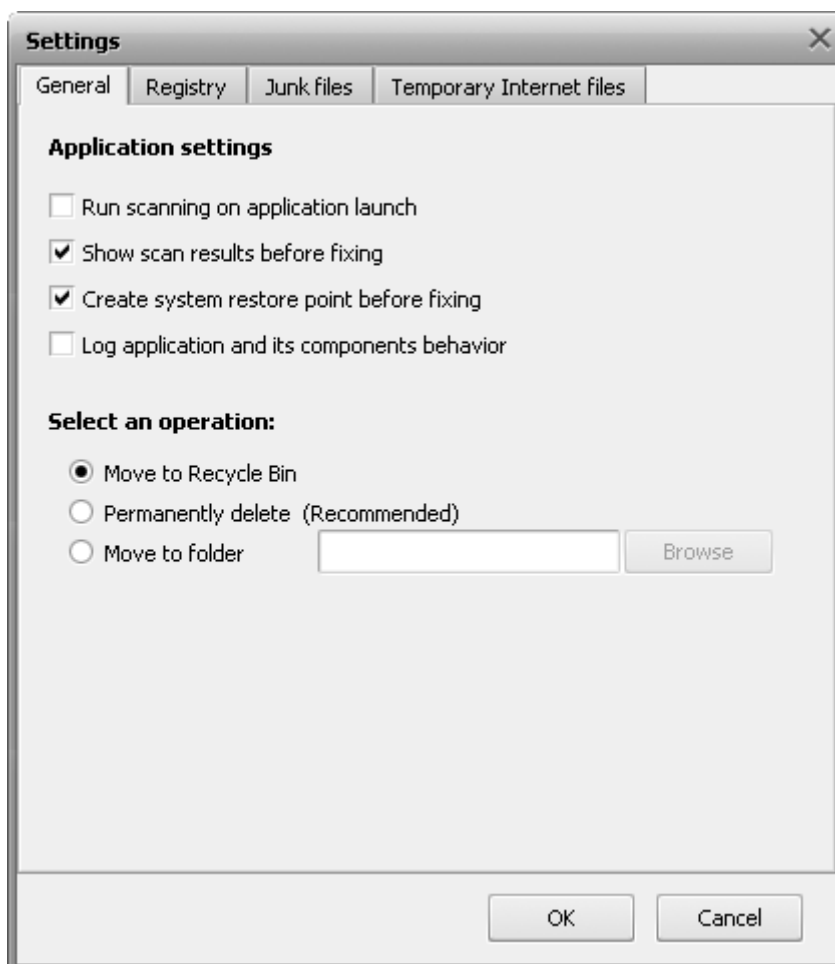 Settings
General Registry Junk files Temporary Internet files
Application settings
Run scanning on application launch
Show scan results before fixing
Create system restore point before fixing
Log application and its components behavior
Select an operation:
Move to Recycle Bin
Permanently delete (Recommended)
Move to folder Browse
OK Cancel